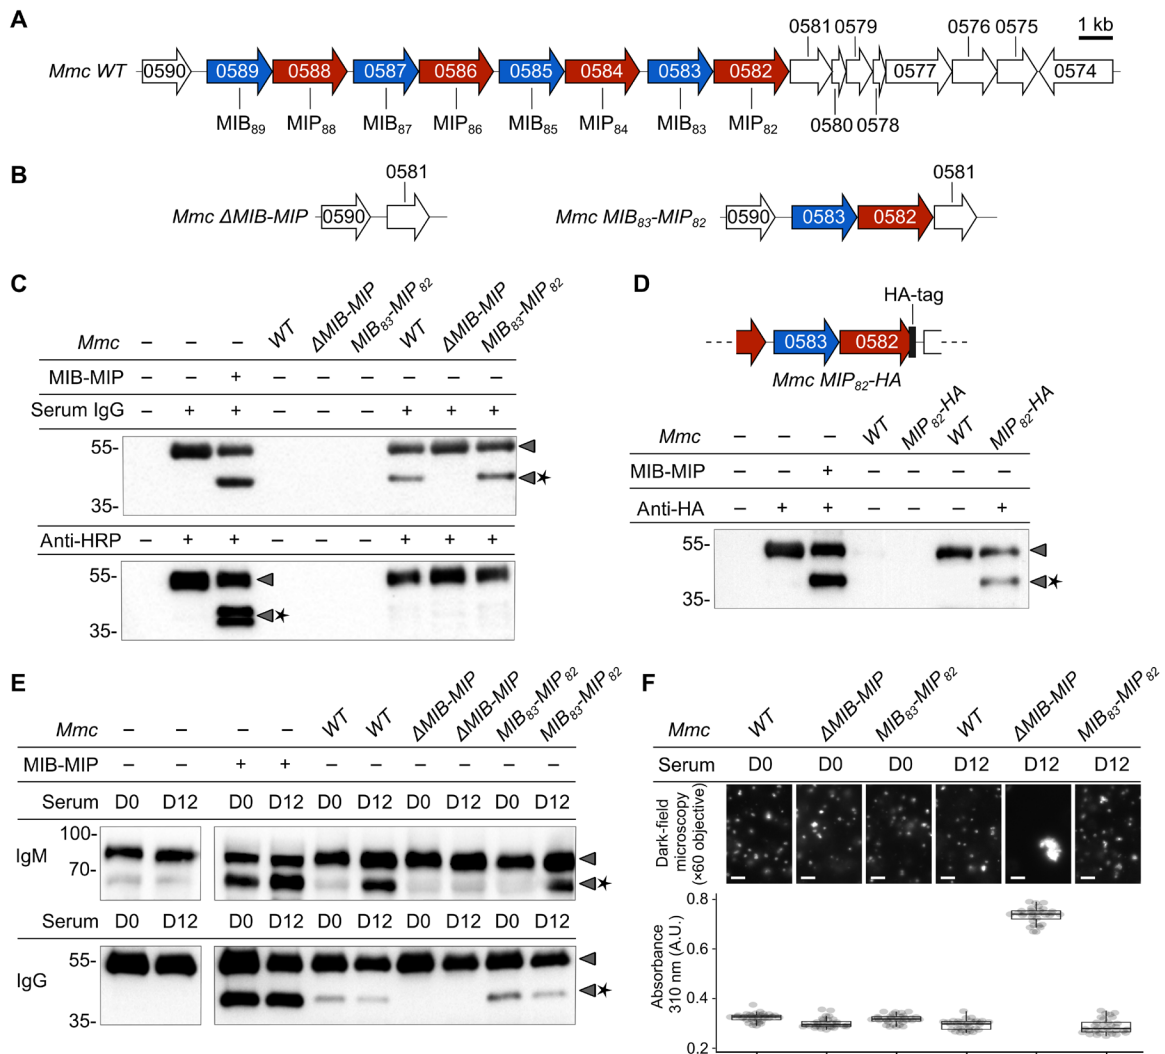 A
0581 0579 0576 0575 1 kb
Mmc WT 0590 0589 0588 0587 0586 0585 0584 0583 0582 0577 0574
MIB89 MIP88 MIB87 MIP86 MIB85 MIP84 MIB83 MIP82 0580 0578
B
0581 0581
Mmc ΔMIB-MIP 0590 Mmc MIB83-MIP82 0590 0583 0582
C
WT ΔMIB-MIP MIB83-MIP82 WT ΔMIB-MIP MIB83-MIP82
Mmc – – –
MIB-MIP – – + – – – – – –
Serum IgG – + + – – – + + +
55-
35-
Anti-HRP – + + – – – + + +
55-
35-
D
HA-tag
0583 0582
Mmc MIP82-HA
WT MIP82-HA WT MIP82-HA
Mmc – – –
MIB-MIP – – + – – – –
Anti-HA – + + – – – +
55-
35-
E
WT WT ΔMIB-MIP ΔMIB-MIP MIB83-MIP82 MIB83-MIP82
Mmc – – – –
MIB-MIP – – + + – – – – – –
Serum D0 D12 D0 D12 D0 D12 D0 D12 D0 D12
100-
IgM
70-
Serum D0 D12 D0 D12 D0 D12 D0 D12 D0 D12
55-
IgG
35-
F
WT ΔMIB-MIP MIB83-MIP82 WT ΔMIB-MIP MIB83-MIP82
Mmc
Serum D0 D0 D0 D12 D12 D12
Dark-field
microscopy
(×60 objective)
0.8
Absorbance
310 nm (A.U.)
0.4
0.2